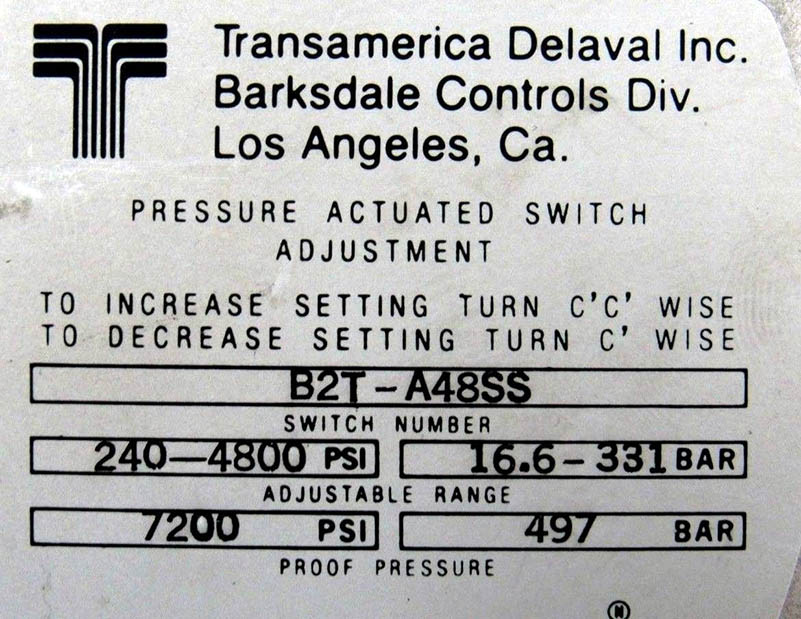 Transamerica Delaval Inc.
Barksdale Controls Div.
Los Angeles, Ca.
PRESSURE ACTUATED SWITCH
ADJUSTMENT
TO INCREASE SETTING TURN C'C' WISE
TO DECREASE SETTING TURN C' WISE
B2T-A48SS
SWITCH NUMBER
240-4800 PSI 16.6-331 BAR
ADJUSTABLE RANGE
7200 PSI 497 BAR
PROOF PRESSURE